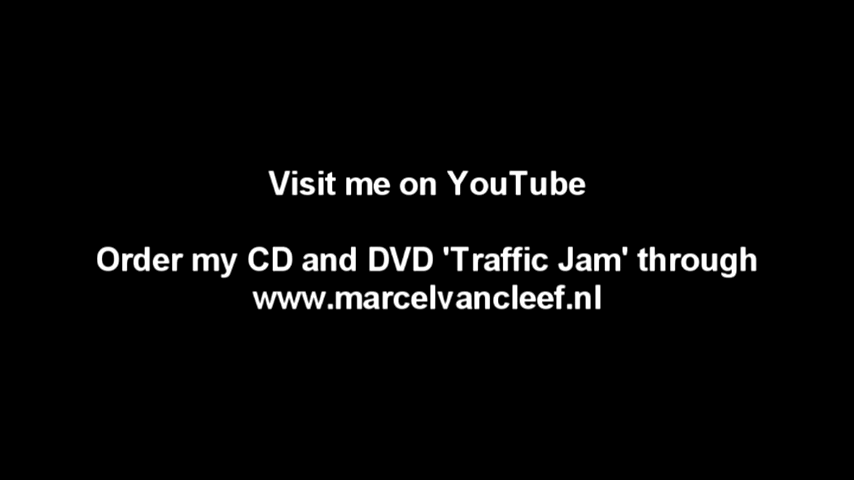 Visit me on YouTube
Order my CD and DVD 'Traffic Jam' through
www.marcelvancleef.nl